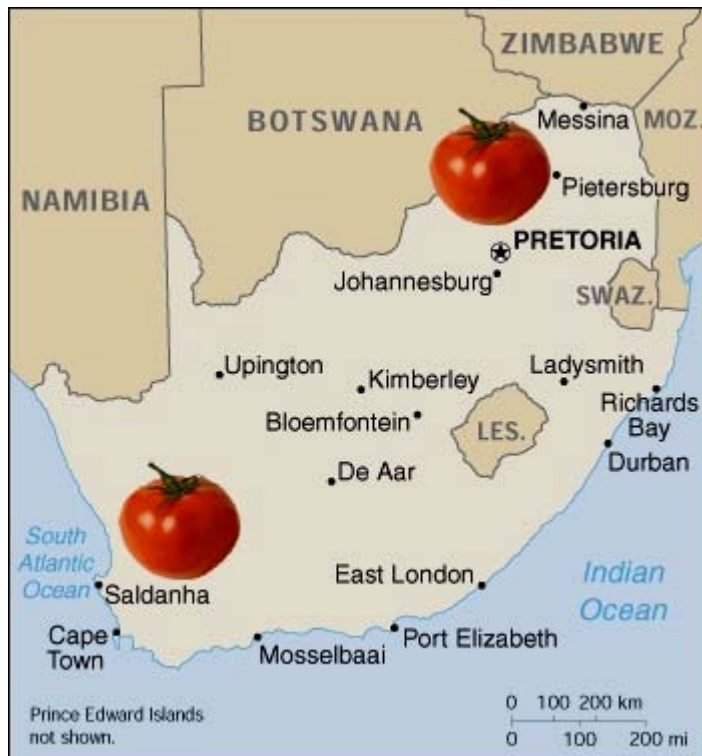 ZIMBABWE
BOTSWANA
Messina
MOZ.
NAMIBIA
Pietersburg
PRETORIA
Johannesburg
SWAZ.
Upington
Kimberley
Ladysmith
Bloemfontein
LES.
Richards
Bay
Durban
De Aar
South
Atlantic
Ocean
Saldanha
East London
Indian
Ocean
Cape
Town
Mosselbaai
Port Elizabeth
Prince Edward Islands
not shown.
0 100 200 km
0 100 200 mi